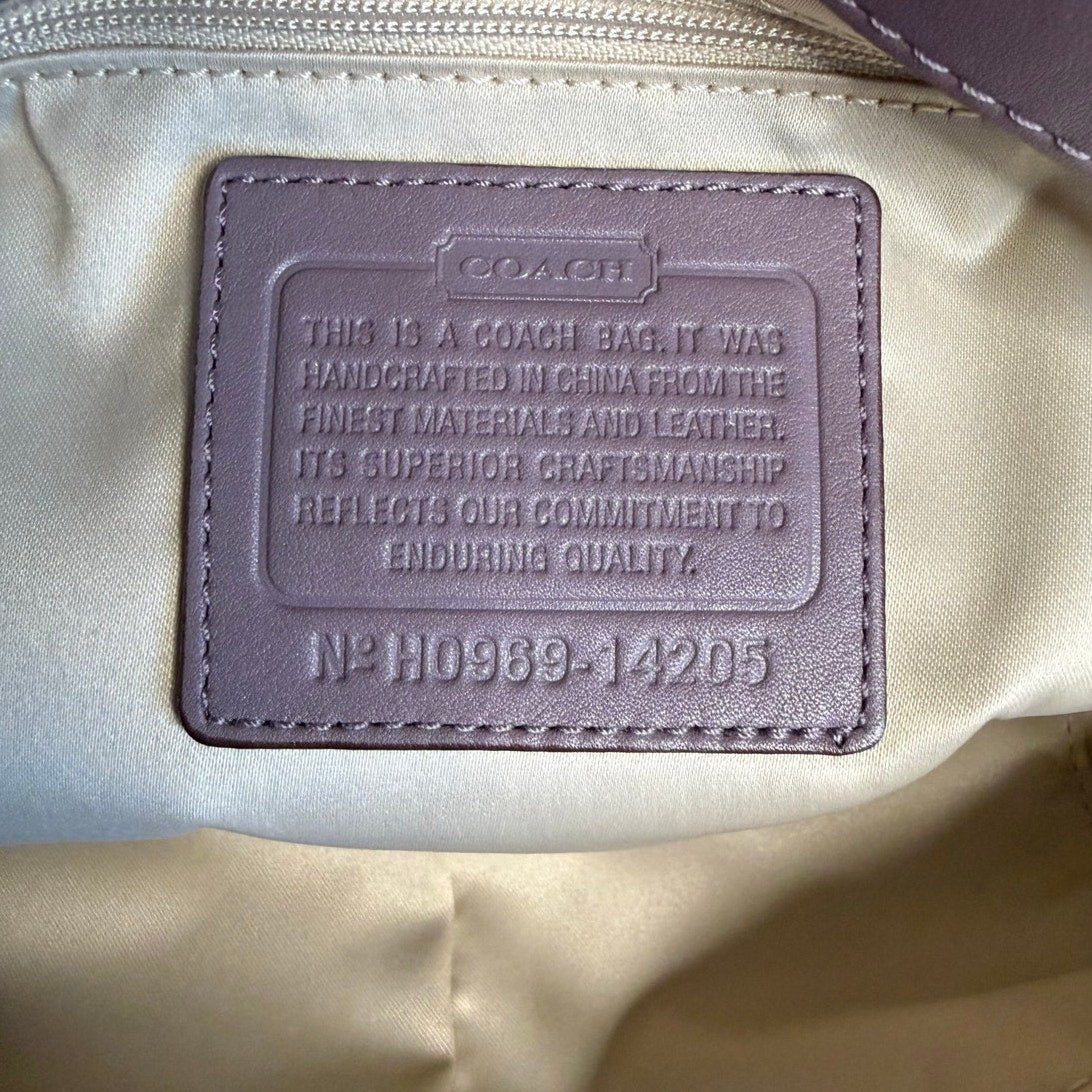 COACH
THIS IS A COACH BAG. IT WAS
HANDCRAFTED IN CHINA FROM THE
FINEST MATERIALS AND LEATHER.
ITS SUPERIOR CRAFTSMANSHIP
REFLECTS OUR COMMITMENT TO
ENDURING QUALITY.
Nº H0969-14205